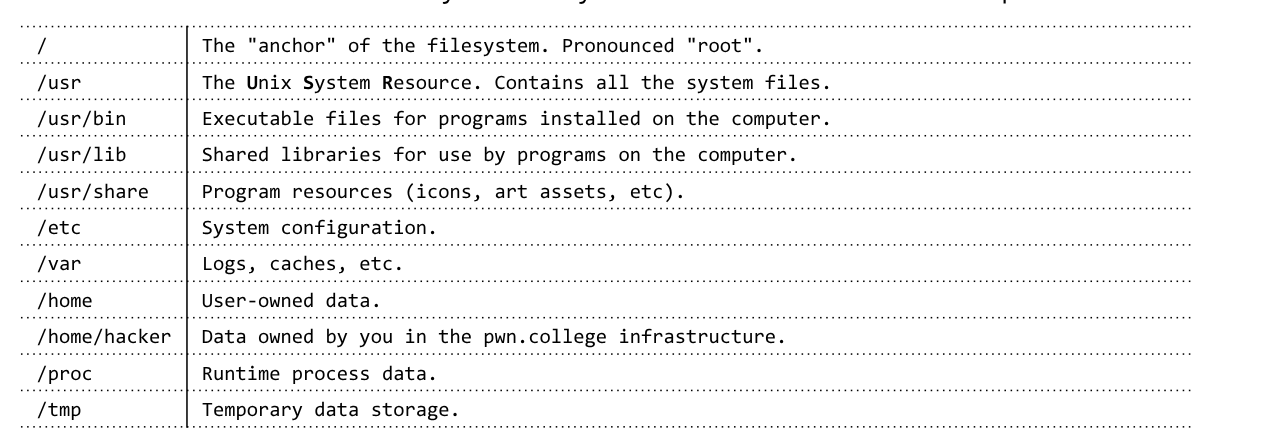 / The "anchor" of the filesystem. Pronounced "root".
/usr The Unix System Resource. Contains all the system files.
/usr/bin Executable files for programs installed on the computer.
/usr/lib Shared libraries for use by programs on the computer.
/usr/share Program resources (icons, art assets, etc).
/etc System configuration.
/var Logs, caches, etc.
/home User-owned data.
/home/hacker Data owned by you in the pwn.college infrastructure.
/proc Runtime process data.
/tmp Temporary data storage.